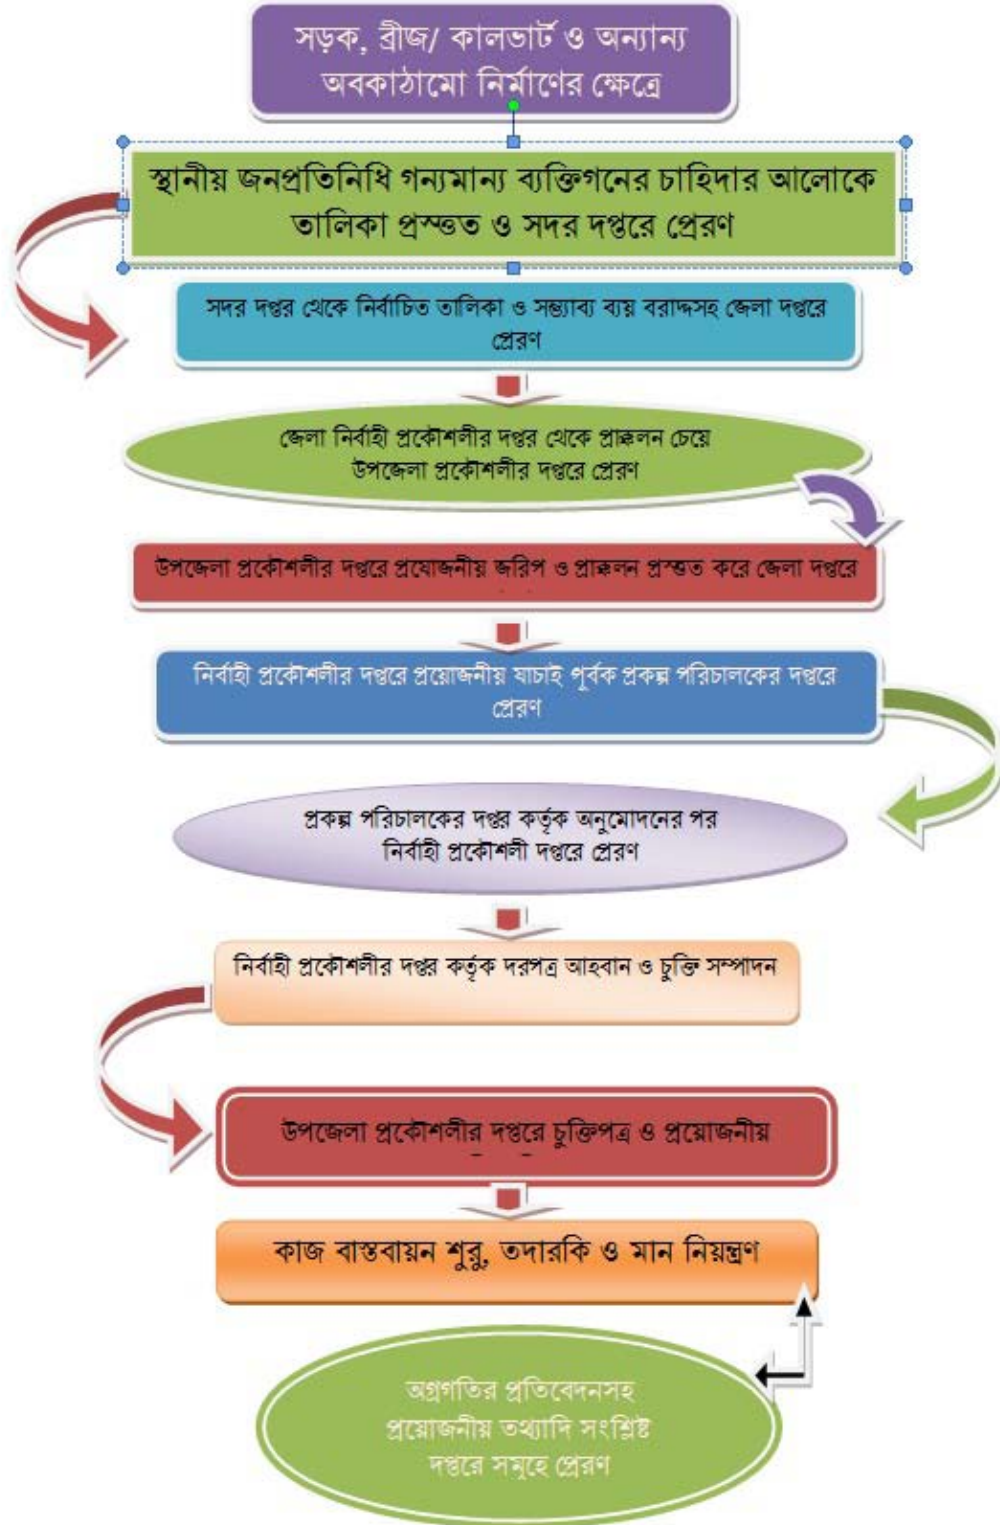 সড়ক, ব্রীজ/ কালভার্ট ও অন্যান্য
অবকাঠামো নির্মাণের ক্ষেত্রে
স্থানীয় জনপ্রতিনিধি গন্যমান্য ব্যক্তিগনের চাহিদার আলোকে
তালিকা প্রস্তুত ও সদর দপ্তরে প্রেরণ
সদর দপ্তর থেকে নির্বাচিত তালিকা ও সম্ভ্যাব্য ব্যয় বরাদ্দসহ জেলা দপ্তরে
প্রেরণ
জেলা নির্বাহী প্রকৌশলীর দপ্তর থেকে প্রাক্কলন চেয়ে
উপজেলা প্রকৌশলীর দপ্তরে প্রেরণ
উপজেলা প্রকৌশলীর দপ্তরে প্রযোজনীয় জরিপ ও প্রাক্কলন প্রস্তুত করে জেলা দপ্তরে
নির্বাহী প্রকৌশলীর দপ্তরে প্রয়োজনীয় যাচাই পূর্বক প্রকল্প পরিচালকের দপ্তরে
প্রেরণ
প্রকল্প পরিচালকের দপ্তর কর্তৃক অনুমোদনের পর
নির্বাহী প্রকৌশলী দপ্তরে প্রেরণ
নির্বাহী প্রকৌশলীর দপ্তর কর্তৃক দরপত্র আহবান ও চুক্তি সম্পাদন
উপজেলা প্রকৌশলীর দপ্তরে চুক্তিপত্র ও প্রয়োজনীয়
কাজ বাস্তবায়ন শুরু, তদারকি ও মান নিয়ন্ত্রণ
অগ্রগতির প্রতিবেদনসহ
প্রয়োজনীয় তথ্যাদি সংশ্লিষ্ট
দপ্তরে সমূহে প্রেরণ